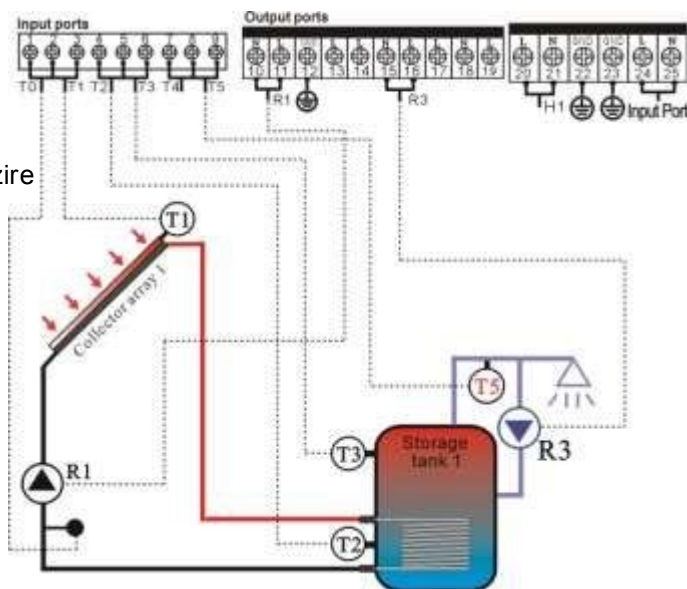 Input ports
1 2 3 4 5 6 7 8 9
T0 T1 T2 T3 T4 T5
Output ports
10 11 12 13 14 15 16 17 18 19
R1 R3
L N GND GND L N
20 21 22 23 24 25
H1 Input Port
zire
T1
Collector array 1
T5
R3
Storage
tank 1
T3
T2
R1